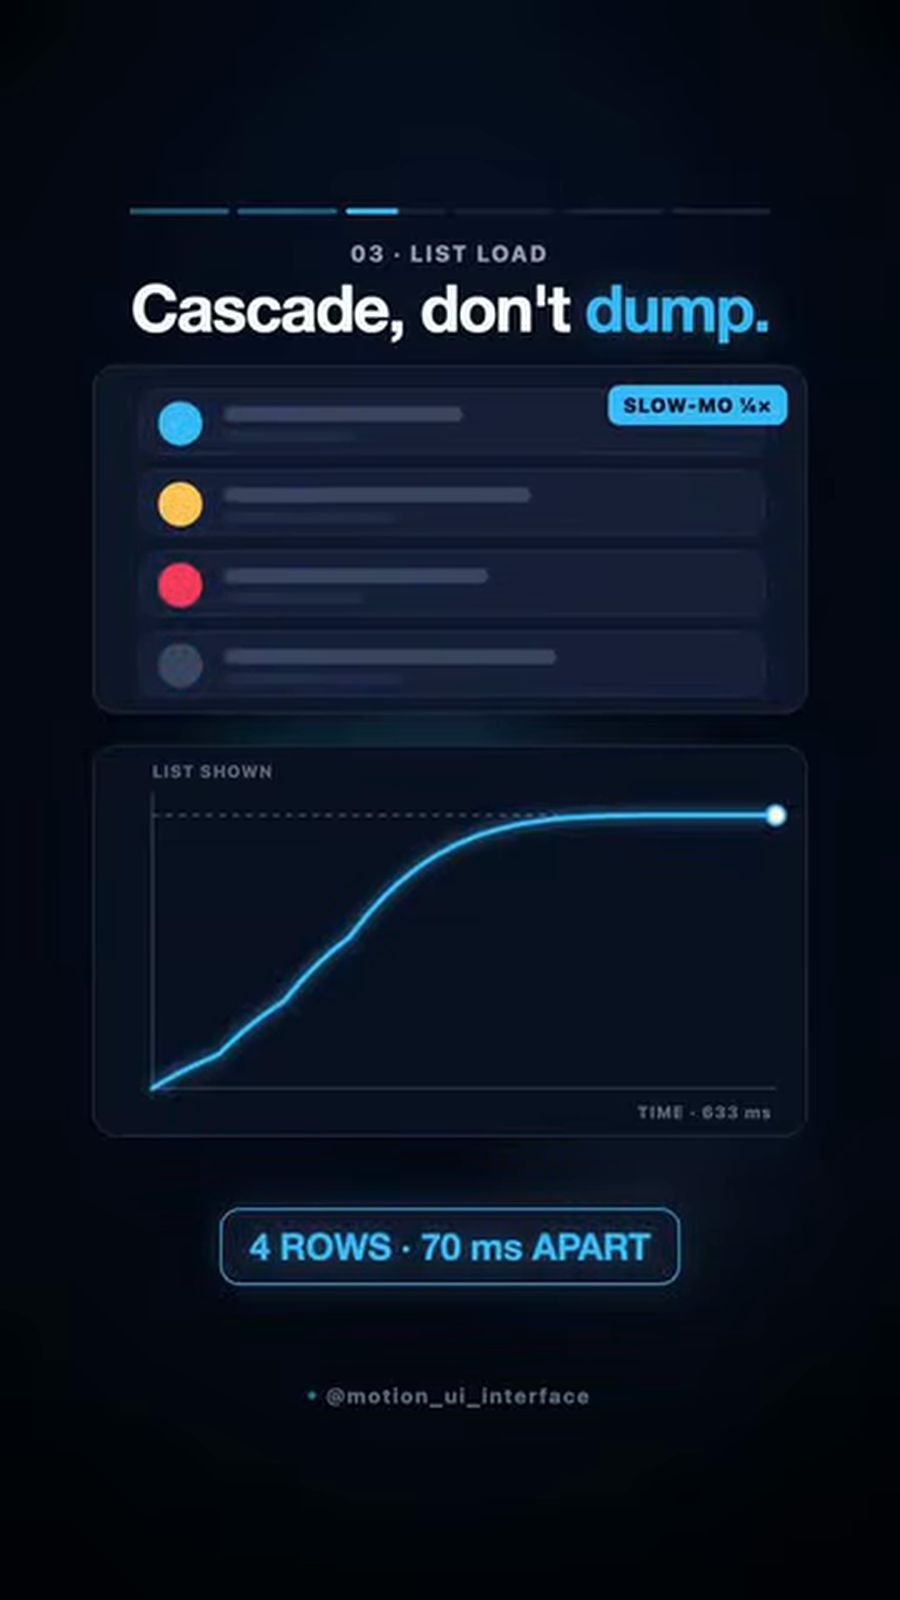 03 · LIST LOAD
Cascade, don't dump.
SLOW-MO ¼×
LIST SHOWN
TIME · 633 ms
4 ROWS · 70 ms APART
@motion_ui_interface